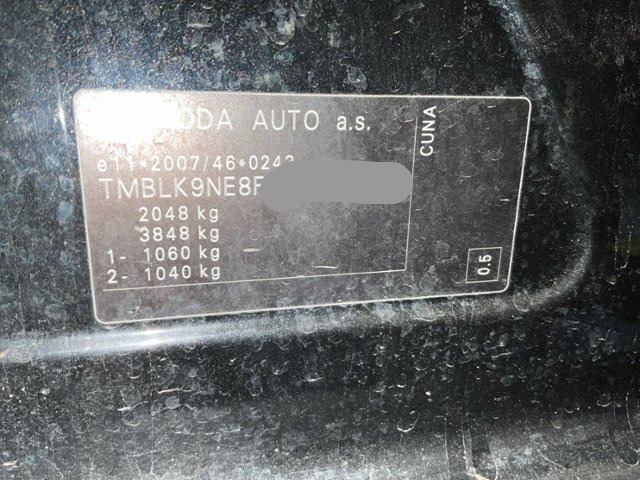 ODA AUTO a.s.
e11*2007/46*0243
TMBLK9NE8F
2048 kg
3848 kg
1- 1060 kg
2- 1040 kg
CUNA
0.5